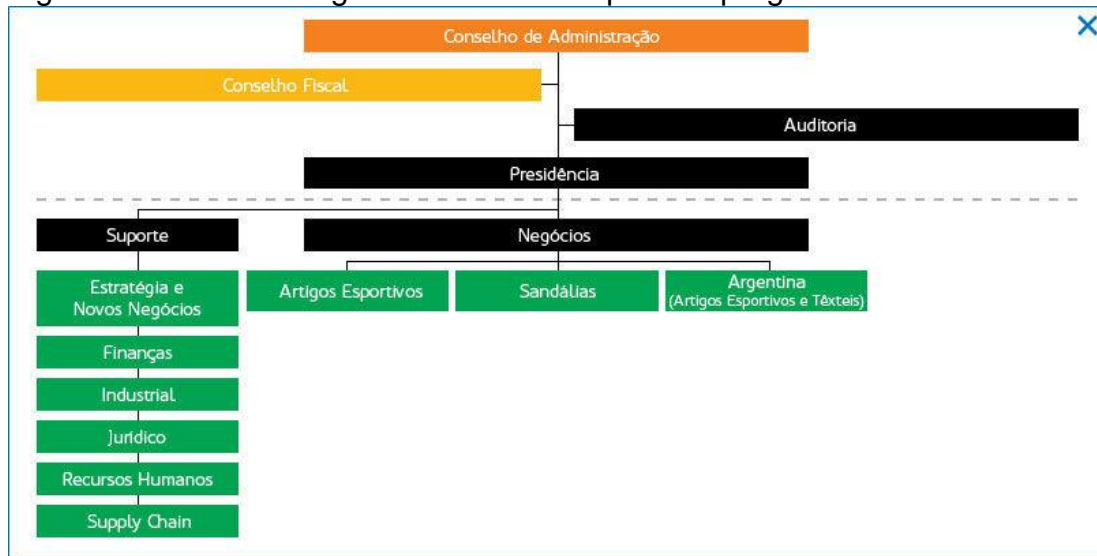 Conselho de Administração
Conselho Fiscal
Auditoria
Presidência
Suporte
Negócios
Estratégia e
Novos Negócios
Artigos Esportivos
Sandálias
Argentina
(Artigos Esportivos e Têxteis)
Finanças
Industrial
Jurídico
Recursos Humanos
Supply Chain